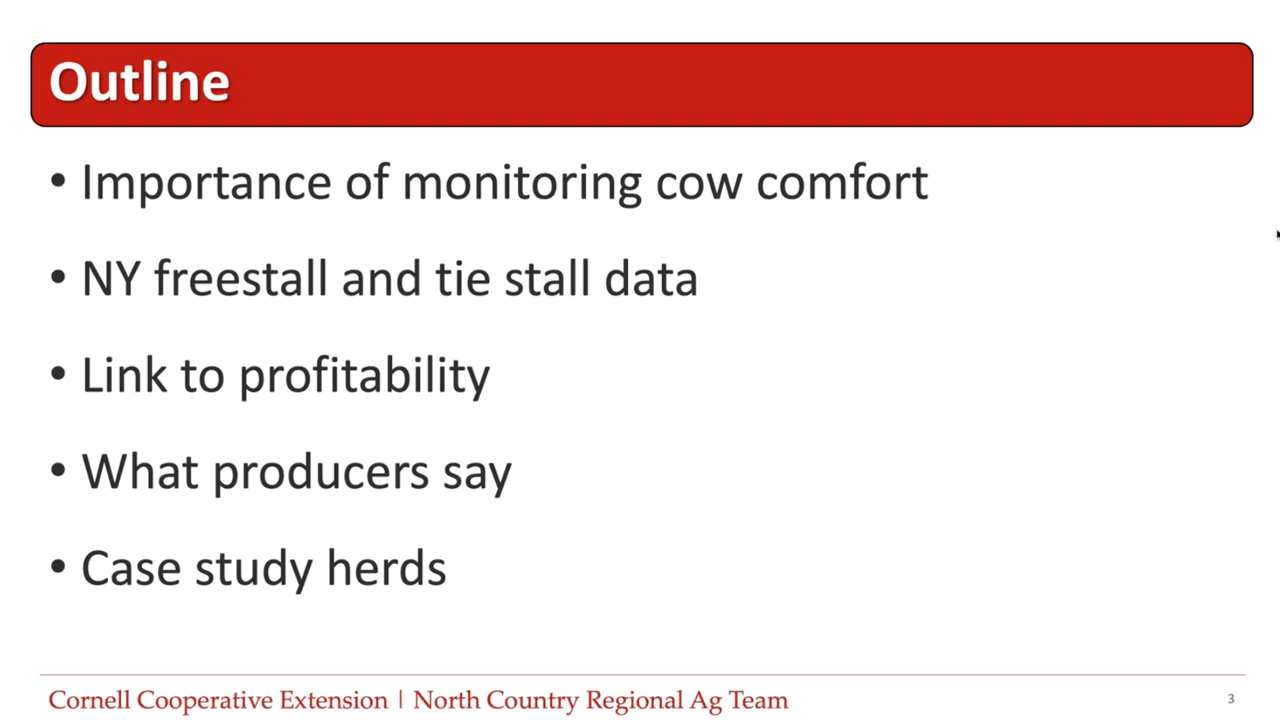 Outline
• Importance of monitoring cow comfort
• NY freestall and tie stall data
• Link to profitability
• What producers say
• Case study herds
Cornell Cooperative Extension | North Country Regional Ag Team
3